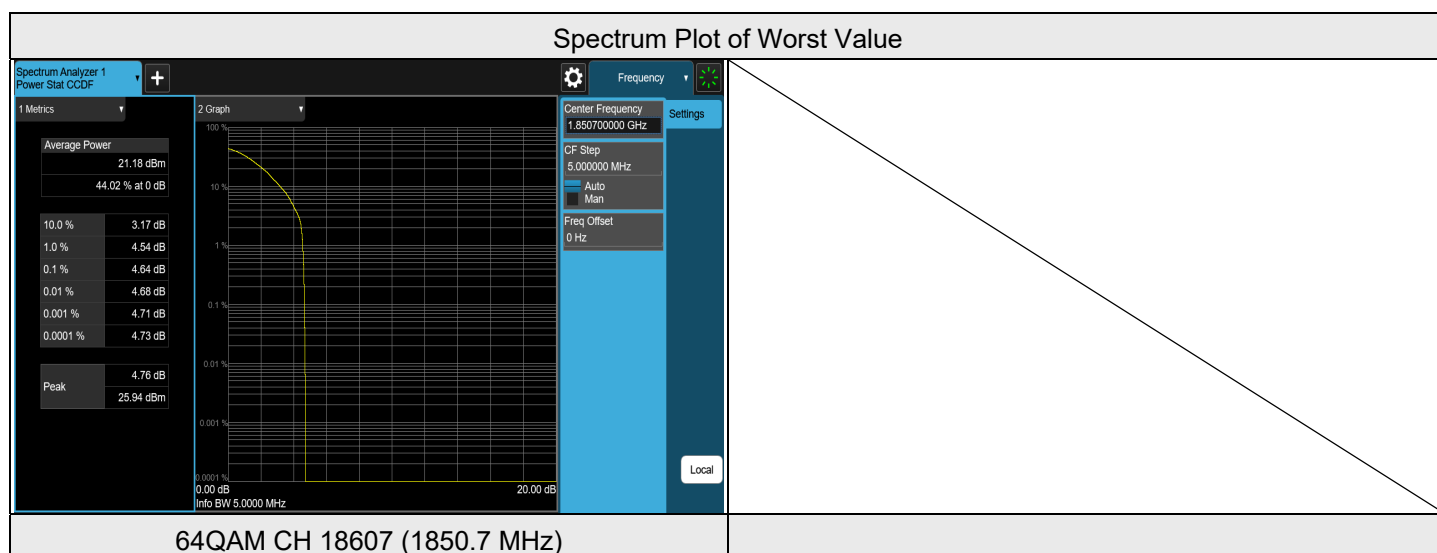 Spectrum Plot of Worst Value
Spectrum Analyzer 1
Power Stat CCDF
+
Frequency
1 Metrics
2 Graph
Center Frequency
1.850700000 GHz
Settings
CF Step
5.000000 MHz
Auto
Man
Freq Offset
0 Hz
Average Power
21.18 dBm
44.02 % at 0 dB
10.0 % 3.17 dB
1.0 % 4.54 dB
0.1 % 4.64 dB
0.01 % 4.68 dB
0.001 % 4.71 dB
0.0001 % 4.73 dB
Peak 4.76 dB
25.94 dBm
100 %
10 %
1 %
0.1 %
0.01 %
0.001 %
0.0001 %
0.00 dB 20.00 dB
Info BW 5.0000 MHz
Local
64QAM CH 18607 (1850.7 MHz)